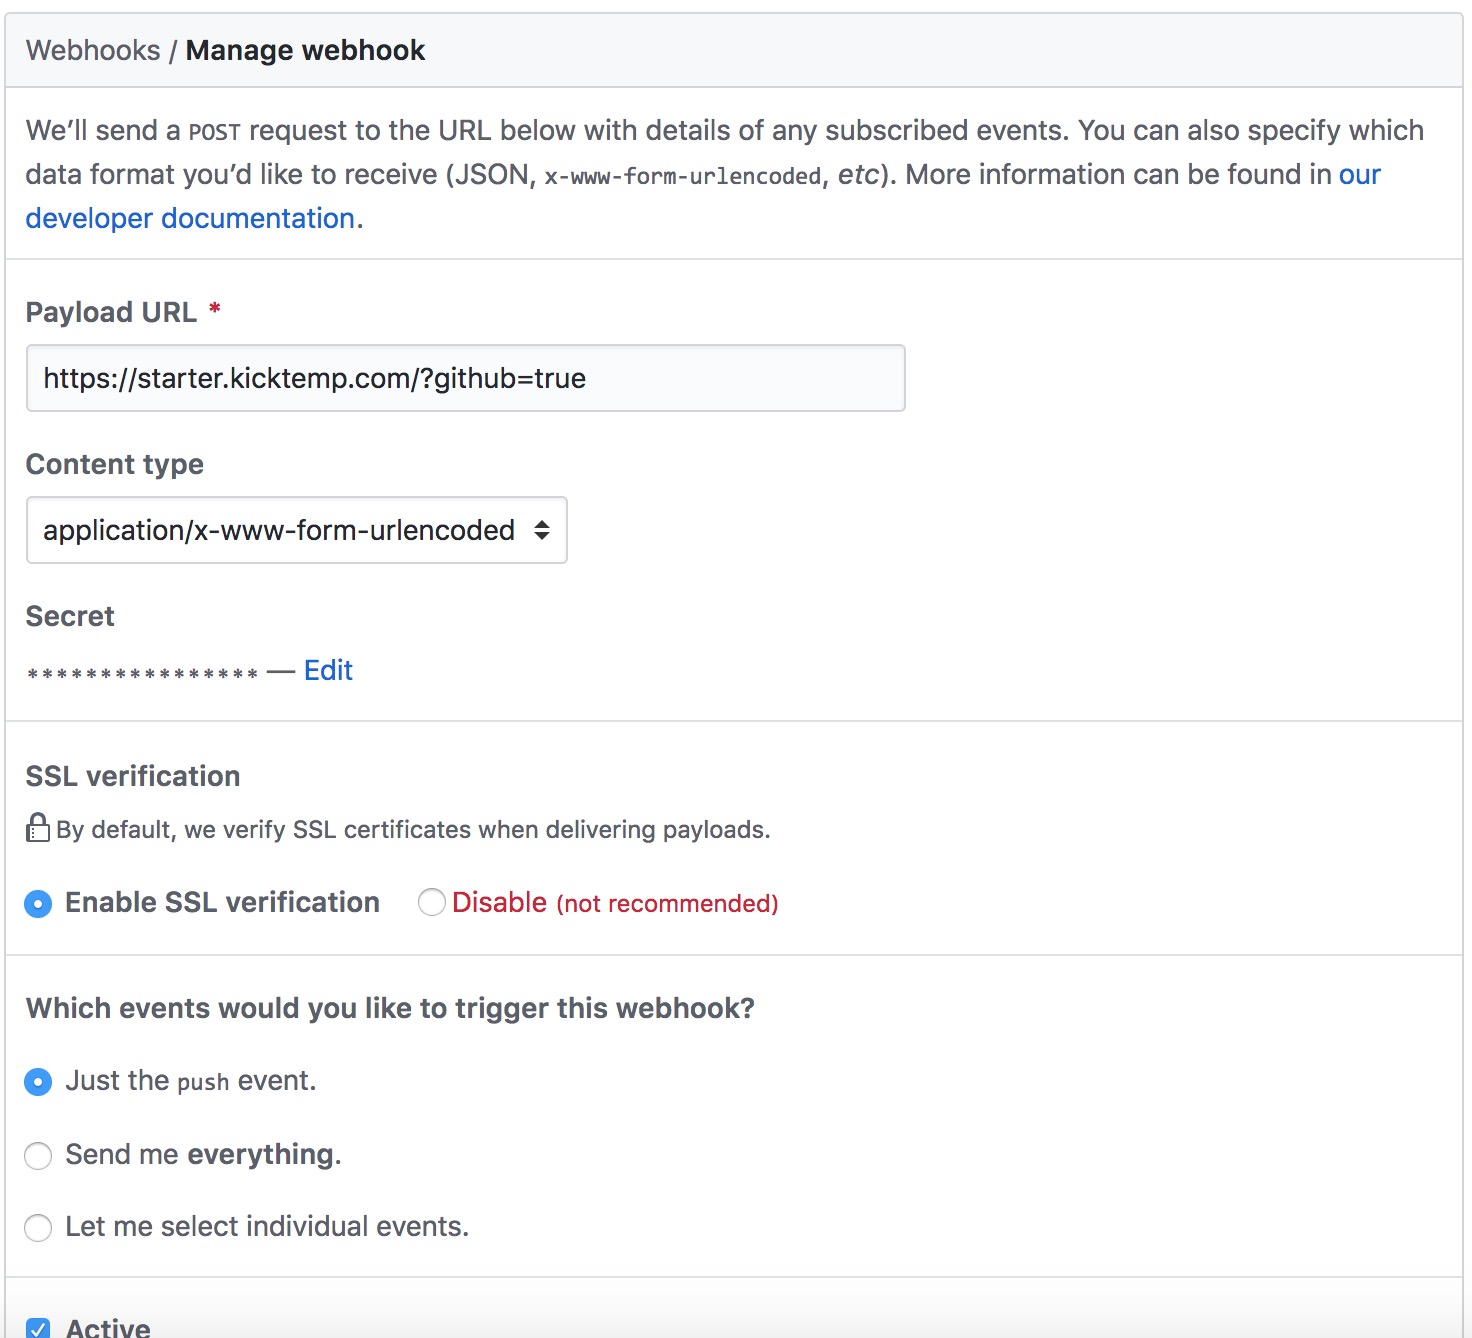 Webhooks / Manage webhook
We’ll send a POST request to the URL below with details of any subscribed events. You can also specify which
data format you’d like to receive (JSON, x-www-form-urlencoded, etc). More information can be found in our
developer documentation.
Payload URL *
https://starter.kicktemp.com/?github=true
Content type
application/x-www-form-urlencoded
Secret
**************** — Edit
SSL verification
By default, we verify SSL certificates when delivering payloads.
Enable SSL verification Disable (not recommended)
Which events would you like to trigger this webhook?
Just the push event.
Send me everything.
Let me select individual events.
Active